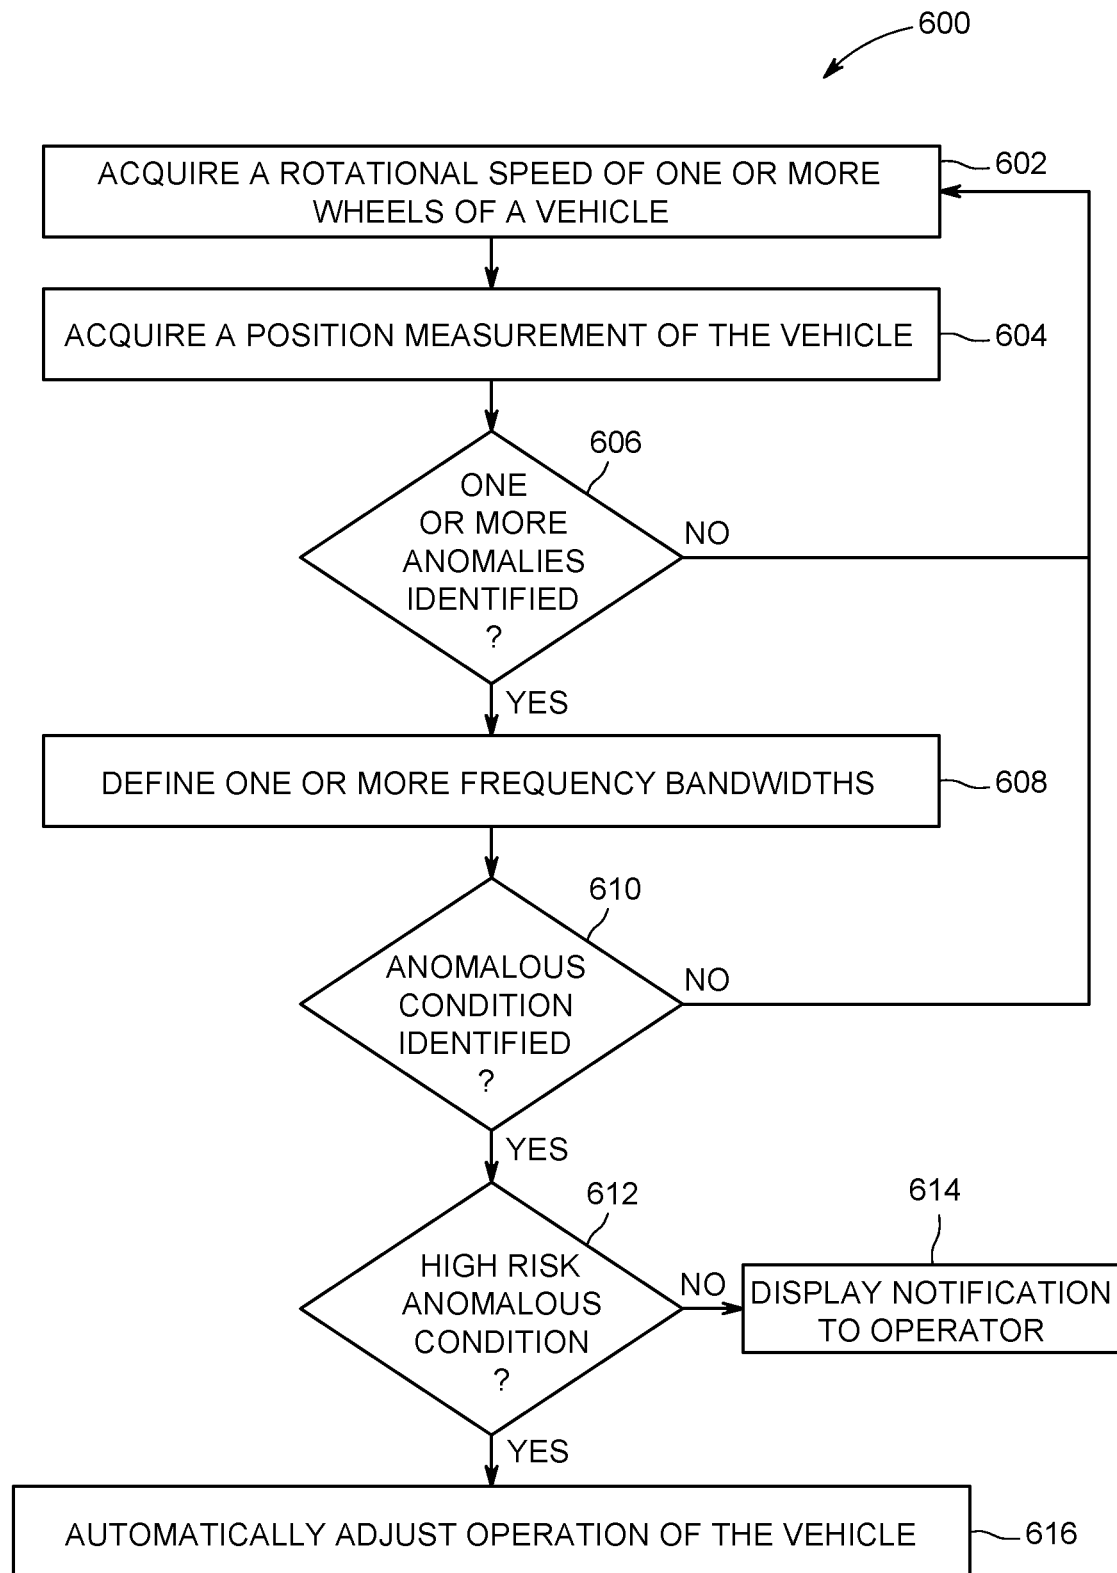 600
ACQUIRE A ROTATIONAL SPEED OF ONE OR MORE
WHEELS OF A VEHICLE
602
ACQUIRE A POSITION MEASUREMENT OF THE VEHICLE
604
606
ONE
OR MORE
ANOMALIES
IDENTIFIED
?
NO
YES
DEFINE ONE OR MORE FREQUENCY BANDWIDTHS
608
610
ANOMALOUS
CONDITION
IDENTIFIED
?
NO
YES
612
HIGH RISK
ANOMALOUS
CONDITION
?
NO
614
DISPLAY NOTIFICATION
TO OPERATOR
YES
AUTOMATICALLY ADJUST OPERATION OF THE VEHICLE
616